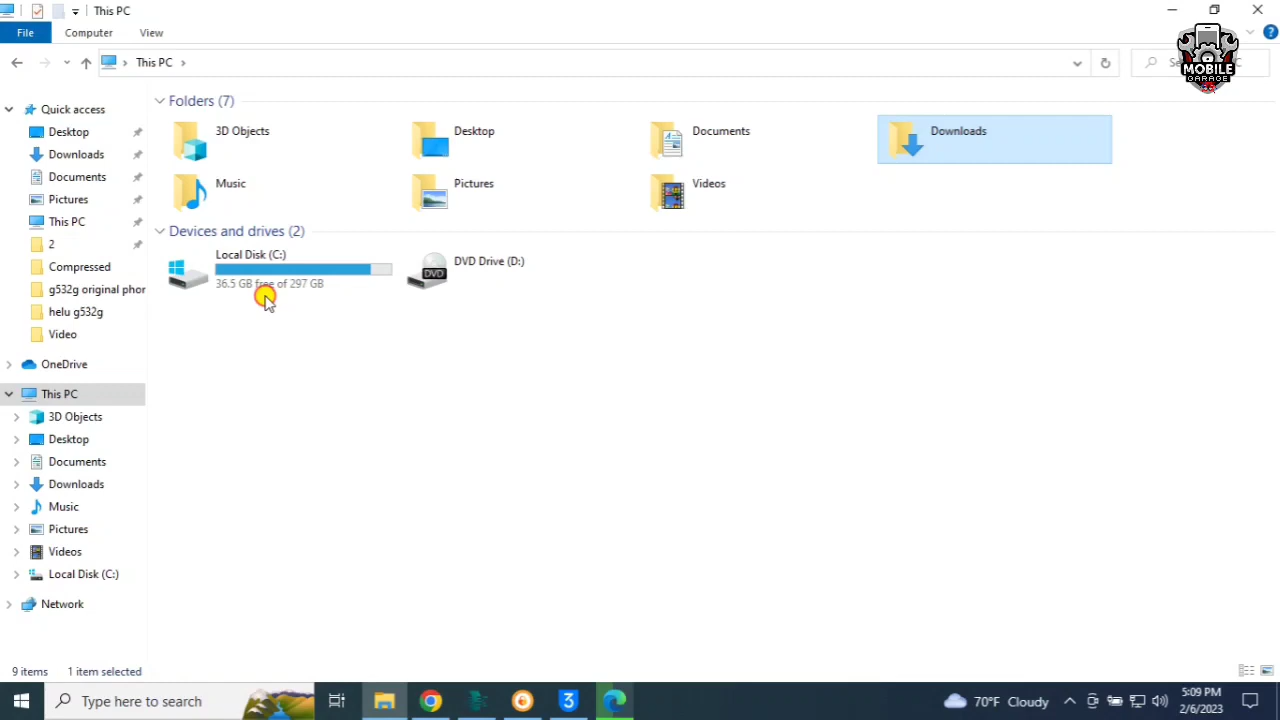 This PC
File
Computer
View
This PC
MOBILE
GARAGE
Quick access
Desktop
Downloads
Documents
Pictures
This PC
2
Compressed
g532g original phor
helu g532g
Video
OneDrive
This PC
3D Objects
Desktop
Documents
Downloads
Music
Pictures
Videos
Local Disk (C:)
Network
Folders (7)
3D Objects
Desktop
Documents
Downloads
Music
Pictures
Videos
Devices and drives (2)
Local Disk (C:)
36.5 GB free of 297 GB
DVD Drive (D:)
DVD
9 items
1 item selected
Type here to search
3
70°F Cloudy
5:09 PM
2/6/2023